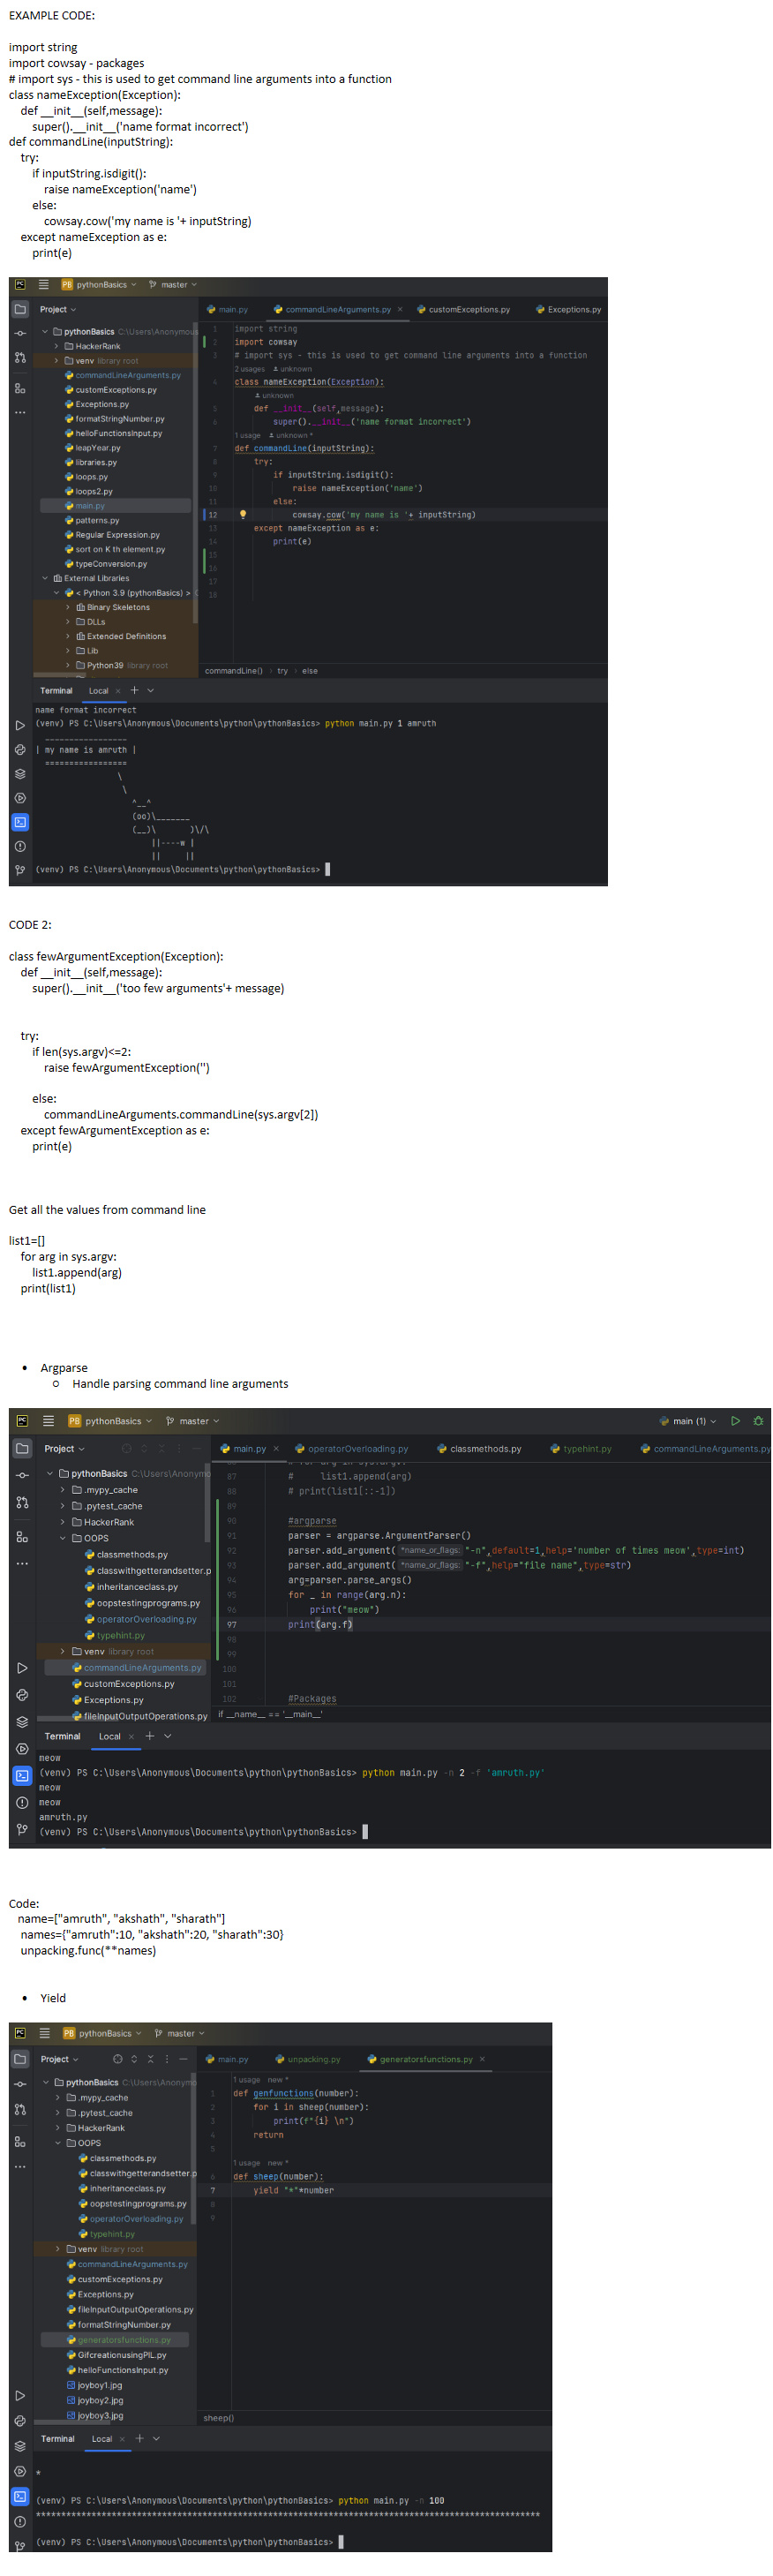 EXAMPLE CODE:
import string
import cowsay - packages
# import sys - this is used to get command line arguments into a function
class nameException(Exception):
    def __init__(self,message):
        super().__init__('name format incorrect')
def commandLine(inputString):
    try:
        if inputString.isdigit():
            raise nameException('name')
        else:
            cowsay.cow('my name is '+ inputString)
    except nameException as e:
        print(e)
PC PB pythonBasics master
Project main.py commandLineArguments.py × customExceptions.py Exceptions.py
pythonBasics C:\Users\Anonymous
HackerRank
venv library root
commandLineArguments.py
customExceptions.py
Exceptions.py
formatStringNumber.py
helloFunctionsInput.py
leapYear.py
libraries.py
loops.py
loops2.py
main.py
patterns.py
Regular Expression.py
sort on K th element.py
typeConversion.py
External Libraries
< Python 3.9 (pythonBasics) >
Binary Skeletons
DLLs
Extended Definitions
Lib
Python39 library root
1 import string
2 import cowsay
3 # import sys - this is used to get command line arguments into a function
2 usages unknown
4 class nameException(Exception):
unknown
5 def __init__(self,message):
6 super().__init__('name format incorrect')
1 usage unknown *
7 def commandLine(inputString):
8 try:
9 if inputString.isdigit():
10 raise nameException('name')
11 else:
12 cowsay.cow('my name is '+ inputString)
13 except nameException as e:
14 print(e)
15
16
17
18
commandLine() > try > else
Terminal Local × +
name format incorrect
(venv) PS C:\Users\Anonymous\Documents\python\pythonBasics> python main.py 1 amruth
  _________________
| my name is amruth |
  =================
                 \
                  \
                    ^__^
                    (oo)\_______
                    (__)\       )\/\
                        ||----w |
                        ||     ||
(venv) PS C:\Users\Anonymous\Documents\python\pythonBasics>
CODE 2:
class fewArgumentException(Exception):
    def __init__(self,message):
        super().__init__('too few arguments'+ message)
    try:
        if len(sys.argv)<=2:
            raise fewArgumentException('')
        else:
            commandLineArguments.commandLine(sys.argv[2])
    except fewArgumentException as e:
        print(e)
Get all the values from command line
list1=[]
    for arg in sys.argv:
        list1.append(arg)
    print(list1)
• Argparse
○ Handle parsing command line arguments
PC PB pythonBasics master main (1)
Project main.py × operatorOverloading.py classmethods.py typehint.py commandLineArguments.py
pythonBasics C:\Users\Anonymo
.mypy_cache
.pytest_cache
HackerRank
OOPS
classmethods.py
classwithgetterandsetter.p
inheritanceclass.py
oopstestingprograms.py
operatorOverloading.py
typehint.py
venv library root
commandLineArguments.py
customExceptions.py
Exceptions.py
fileInputOutputOperations.py
87 #     list1.append(arg)
88 # print(list1[::-1])
89
90 #argparse
91 parser = argparse.ArgumentParser()
92 parser.add_argument( *name_or_flags: "-n",default=1,help='number of times meow',type=int)
93 parser.add_argument( *name_or_flags: "-f",help="file name",type=str)
94 arg=parser.parse_args()
95 for _ in range(arg.n):
96 print("meow")
97 print(arg.f)
98
99
100
101
102 #Packages
if __name__ == '__main__'
Terminal Local × +
meow
(venv) PS C:\Users\Anonymous\Documents\python\pythonBasics> python main.py -n 2 -f 'amruth.py'
meow
meow
amruth.py
(venv) PS C:\Users\Anonymous\Documents\python\pythonBasics>
Code:
   name=["amruth", "akshath", "sharath"]
    names={"amruth":10, "akshath":20, "sharath":30}
    unpacking.func(**names)
• Yield
PC PB pythonBasics master
Project main.py unpacking.py generatorsfunctions.py ×
pythonBasics C:\Users\Anonymo
.mypy_cache
.pytest_cache
HackerRank
OOPS
classmethods.py
classwithgetterandsetter.p
inheritanceclass.py
oopstestingprograms.py
operatorOverloading.py
typehint.py
venv library root
commandLineArguments.py
customExceptions.py
Exceptions.py
fileInputOutputOperations.py
formatStringNumber.py
generatorsfunctions.py
GifcreationusingPIL.py
helloFunctionsInput.py
joyboy1.jpg
joyboy2.jpg
joyboy3.jpg
1 usage new *
1 def genfunctions(number):
2 for i in sheep(number):
3 print(f"{i} \n")
4 return
5
1 usage new *
6 def sheep(number):
7 yield "*"*number
8
9
sheep()
Terminal Local × +
*
(venv) PS C:\Users\Anonymous\Documents\python\pythonBasics> python main.py -n 100
****************************************************************************************************
(venv) PS C:\Users\Anonymous\Documents\python\pythonBasics>